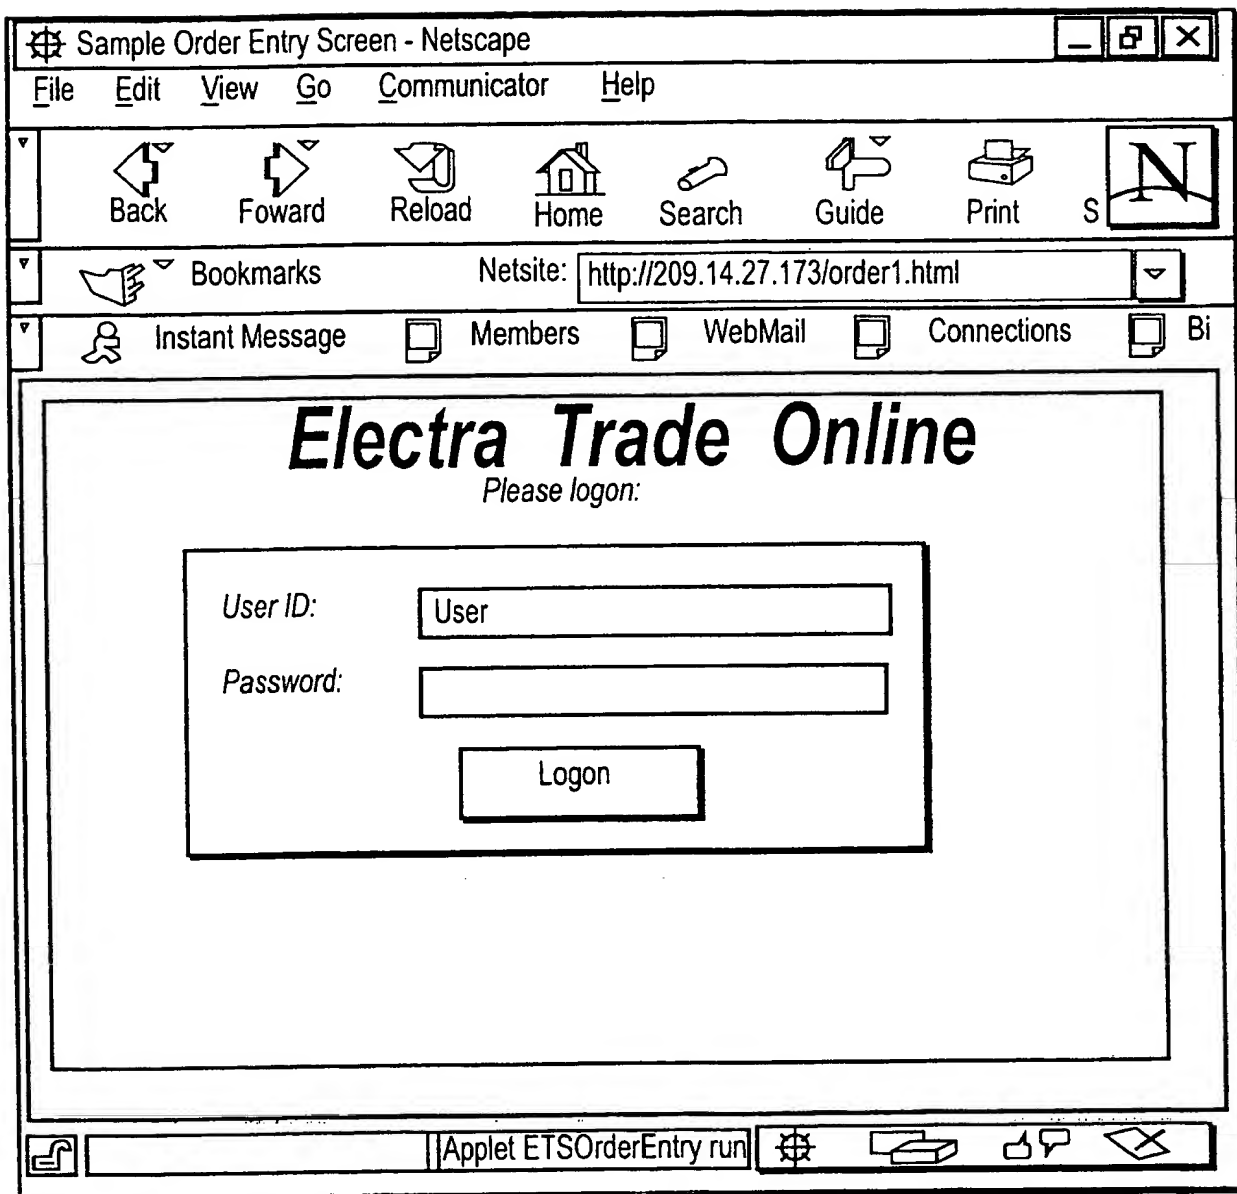 Sample Order Entry Screen - Netscape
File Edit View Go Communicator Help
Back Foward Reload Home Search Guide Print S N
Bookmarks Netsite: http://209.14.27.173/order1.html
Instant Message Members WebMail Connections Bi
Electra Trade Online
Please logon:
User ID: User
Password:
Logon
Applet ETSOrderEntry run